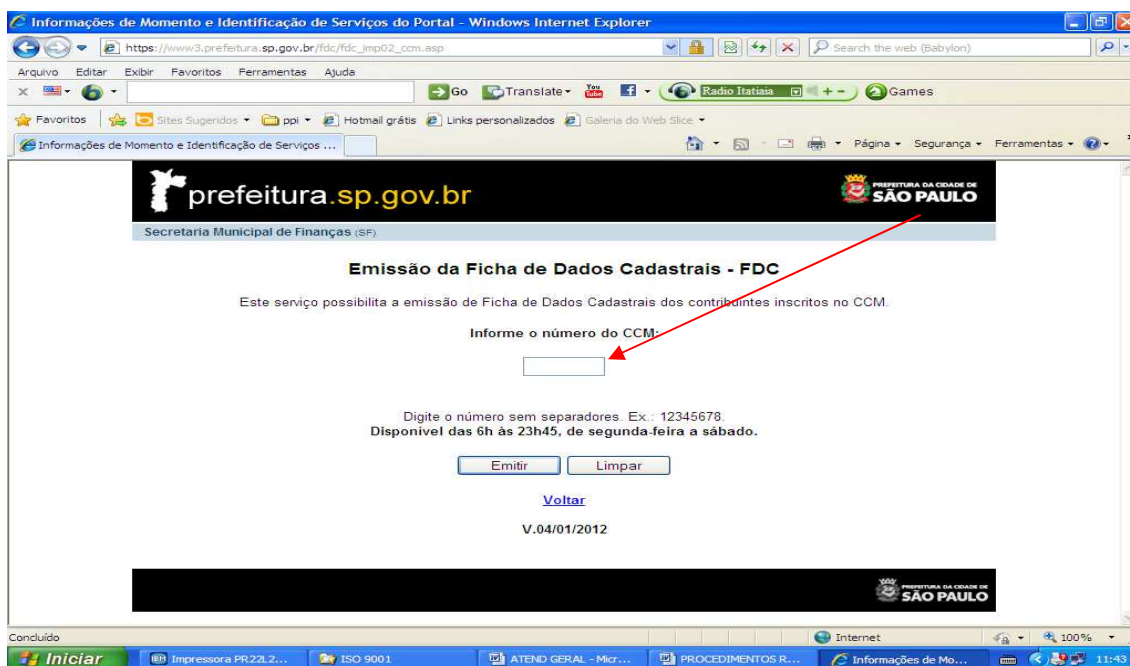 Informações de Momento e Identificação de Serviços do Portal - Windows Internet Explorer
https://www3.prefeitura.sp.gov.br/fdc/fdc_imp02_ccm.asp
Search the web (Babylon)
Arquivo Editar Exibir Favoritos Ferramentas Ajuda
Go Translate You Tube Radio Itatiaia Games
Favoritos Sites Sugeridos ppi Hotmail grátis Links personalizados Galeria do Web Slice
Informações de Momento e Identificação de Serviços ... Página Segurança Ferramentas
prefeitura.sp.gov.br
PREFEITURA DA CIDADE DE
SÃO PAULO
Secretaria Municipal de Finanças (SF)
Emissão da Ficha de Dados Cadastrais - FDC
Este serviço possibilita a emissão de Ficha de Dados Cadastrais dos contribuintes inscritos no CCM.
Informe o número do CCM:
Digite o número sem separadores. Ex.: 12345678.
Disponível das 6h às 23h45, de segunda-feira a sábado.
Emitir Limpar
Voltar
V.04/01/2012
PREFEITURA DA CIDADE DE
SÃO PAULO
Concluído Internet 100%
Iniciar Impressora PR22L2... ISO 9001 ATEND GERAL - Micr... PROCEDIMENTOS R... Informações de Mo... 11:43